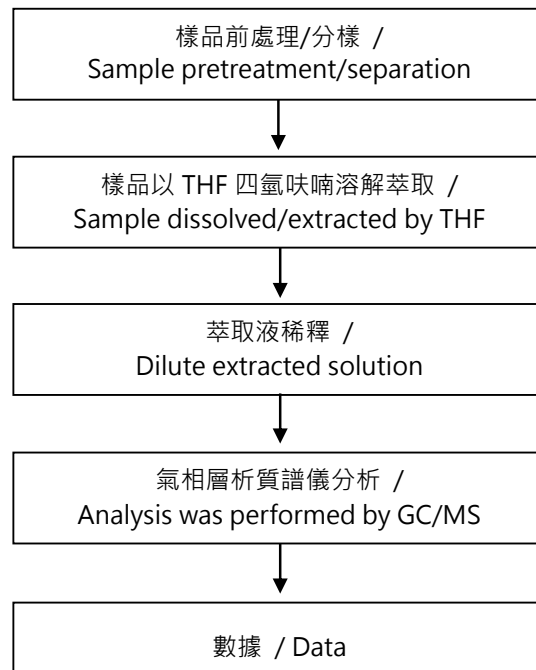 樣品前處理/分樣 /
Sample pretreatment/separation
樣品以 THF 四氫呋喃溶解萃取 /
Sample dissolved/extracted by THF
萃取液稀釋 /
Dilute extracted solution
氣相層析質譜儀分析 /
Analysis was performed by GC/MS
數據 / Data